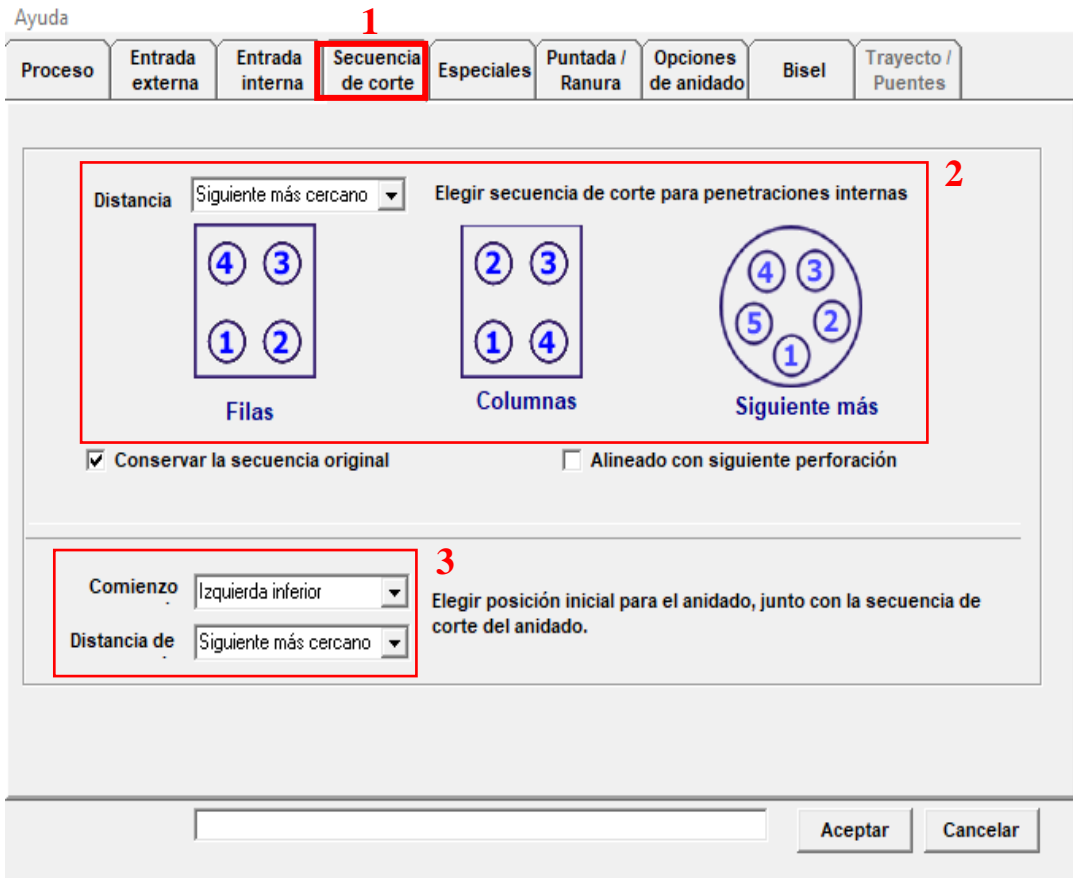 Ayuda
1
Proceso
Entrada externa
Entrada interna
Secuencia de corte
Especiales
Puntada / Ranura
Opciones de anidado
Bisel
Trayecto / Puentes
2
Distancia
Siguiente más cercano
Elegir secuencia de corte para penetraciones internas
4 3
1 2
Filas
2 3
1 4
Columnas
4 3
5 2
1
Siguiente más
Conservar la secuencia original
Alineado con siguiente perforación
3
Comienzo
Izquierda inferior
Distancia de
Siguiente más cercano
Elegir posición inicial para el anidado, junto con la secuencia de
corte del anidado.
Aceptar
Cancelar